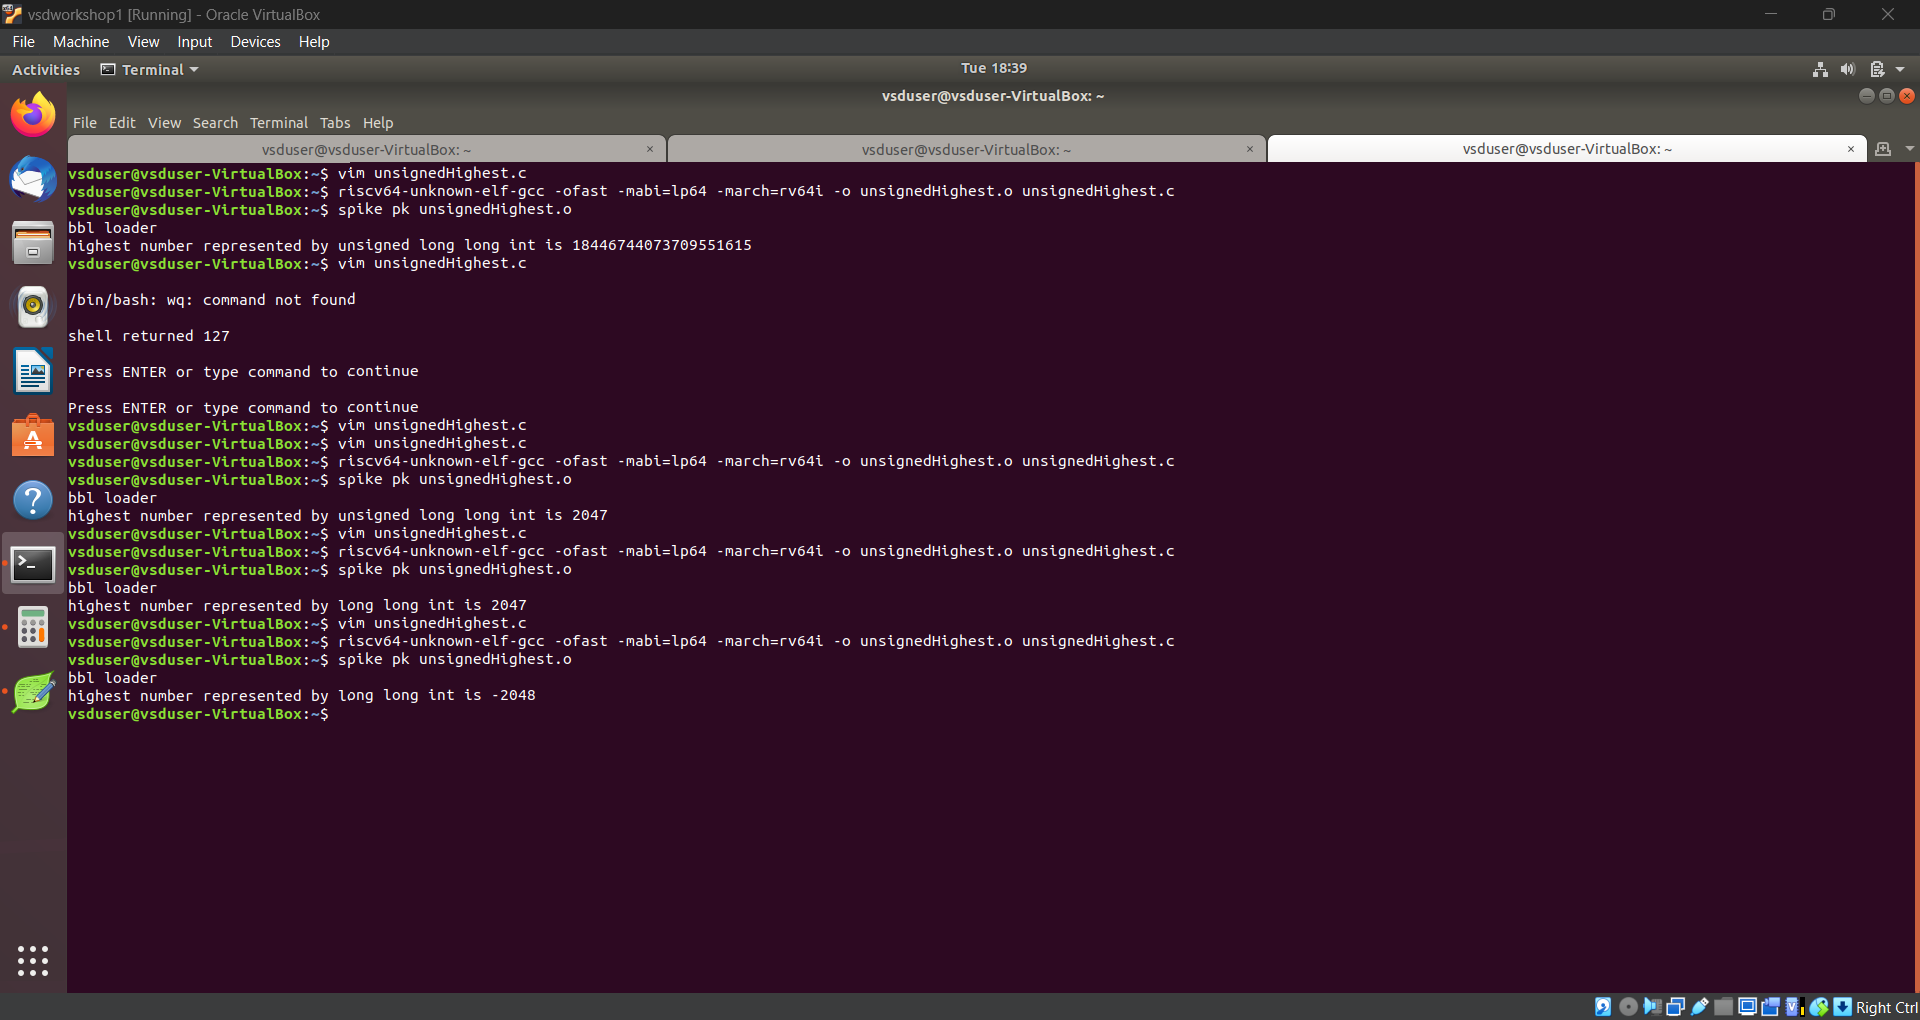 vsdworkshop1 [Running] - Oracle VirtualBox
File Machine View Input Devices Help
Activities Terminal Tue 18:39
vsduser@vsduser-VirtualBox: ~
File Edit View Search Terminal Tabs Help
vsduser@vsduser-VirtualBox: ~ × vsduser@vsduser-VirtualBox: ~ × vsduser@vsduser-VirtualBox: ~ ×
vsduser@vsduser-VirtualBox:~$ vim unsignedHighest.c
vsduser@vsduser-VirtualBox:~$ riscv64-unknown-elf-gcc -ofast -mabi=lp64 -march=rv64i -o unsignedHighest.o unsignedHighest.c
vsduser@vsduser-VirtualBox:~$ spike pk unsignedHighest.o
bbl loader
highest number represented by unsigned long long int is 18446744073709551615
vsduser@vsduser-VirtualBox:~$ vim unsignedHighest.c
/bin/bash: wq: command not found
shell returned 127
Press ENTER or type command to continue
Press ENTER or type command to continue
vsduser@vsduser-VirtualBox:~$ vim unsignedHighest.c
vsduser@vsduser-VirtualBox:~$ vim unsignedHighest.c
vsduser@vsduser-VirtualBox:~$ riscv64-unknown-elf-gcc -ofast -mabi=lp64 -march=rv64i -o unsignedHighest.o unsignedHighest.c
vsduser@vsduser-VirtualBox:~$ spike pk unsignedHighest.o
bbl loader
highest number represented by unsigned long long int is 2047
vsduser@vsduser-VirtualBox:~$ vim unsignedHighest.c
vsduser@vsduser-VirtualBox:~$ riscv64-unknown-elf-gcc -ofast -mabi=lp64 -march=rv64i -o unsignedHighest.o unsignedHighest.c
vsduser@vsduser-VirtualBox:~$ spike pk unsignedHighest.o
bbl loader
highest number represented by long long int is 2047
vsduser@vsduser-VirtualBox:~$ vim unsignedHighest.c
vsduser@vsduser-VirtualBox:~$ riscv64-unknown-elf-gcc -ofast -mabi=lp64 -march=rv64i -o unsignedHighest.o unsignedHighest.c
vsduser@vsduser-VirtualBox:~$ spike pk unsignedHighest.o
bbl loader
highest number represented by long long int is -2048
vsduser@vsduser-VirtualBox:~$
Right Ctrl